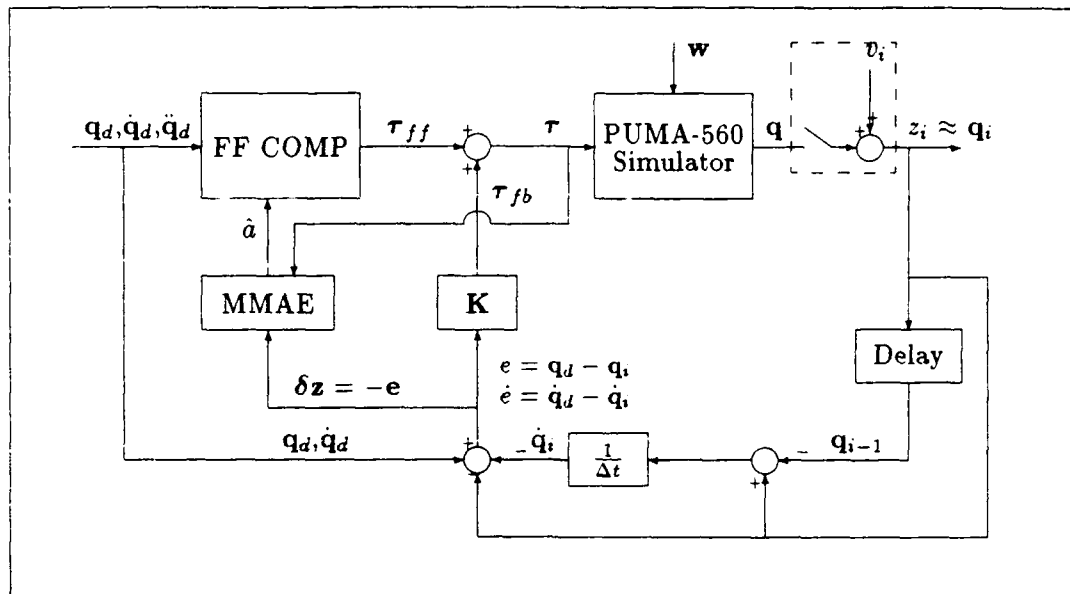 w
v_i
q_d, q̇_d, q̈_d
FF COMP
τ_ff
+
+
τ
PUMA-560
Simulator
q
+
+
z_i ≈ q_i
â
τ_fb
MMAE
K
Delay
δz = −e
e = q_d − q_i
ė = q̇_d − q̇_i
q_d, q̇_d
+
−
−
q̇_i
1
Δt
−
+
q_{i−1}